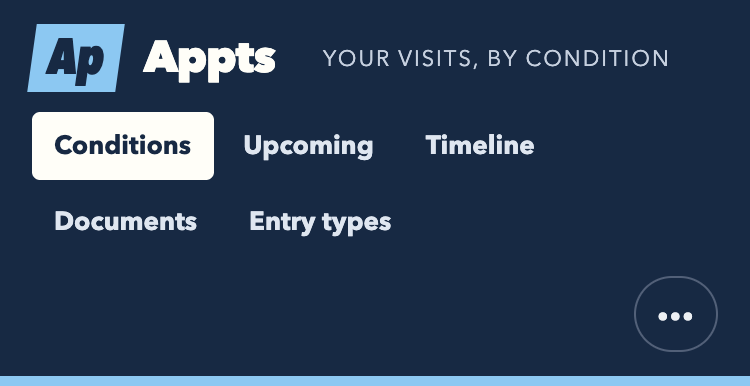 Ap Appts YOUR VISITS, BY CONDITION
Conditions Upcoming Timeline
Documents Entry types
•••